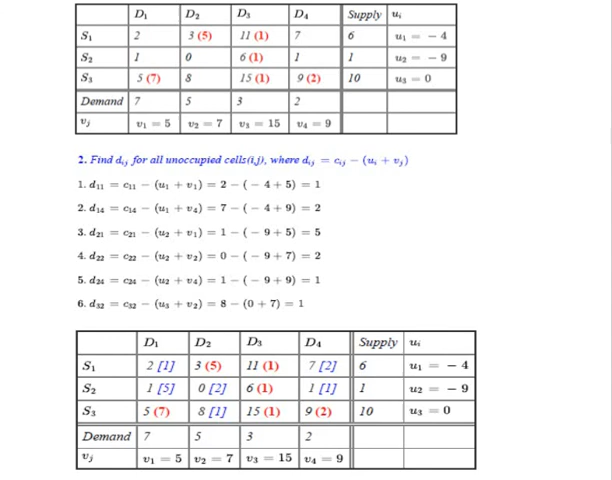 D₁ D₂ D₃ D₄ Supply uᵢ
S₁ 2 3 (5) 11 (1) 7 6 u₁ = − 4
S₂ 1 0 6 (1) 1 1 u₂ = − 9
S₃ 5 (7) 8 15 (1) 9 (2) 10 u₃ = 0
Demand 7 5 3 2
vⱼ v₁ = 5 v₂ = 7 v₃ = 15 v₄ = 9
2. Find dᵢⱼ for all unoccupied cells(i,j), where dᵢⱼ = cᵢⱼ − (uᵢ + vⱼ)
1. d₁₁ = c₁₁ − (u₁ + v₁) = 2 − ( − 4 + 5) = 1
2. d₁₄ = c₁₄ − (u₁ + v₄) = 7 − ( − 4 + 9) = 2
3. d₂₁ = c₂₁ − (u₂ + v₁) = 1 − ( − 9 + 5) = 5
4. d₂₂ = c₂₂ − (u₂ + v₂) = 0 − ( − 9 + 7) = 2
5. d₂₄ = c₂₄ − (u₂ + v₄) = 1 − ( − 9 + 9) = 1
6. d₃₂ = c₃₂ − (u₃ + v₂) = 8 − (0 + 7) = 1
D₁ D₂ D₃ D₄ Supply uᵢ
S₁ 2 [1] 3 (5) 11 (1) 7 [2] 6 u₁ = − 4
S₂ 1 [5] 0 [2] 6 (1) 1 [1] 1 u₂ = − 9
S₃ 5 (7) 8 [1] 15 (1) 9 (2) 10 u₃ = 0
Demand 7 5 3 2
vⱼ v₁ = 5 v₂ = 7 v₃ = 15 v₄ = 9